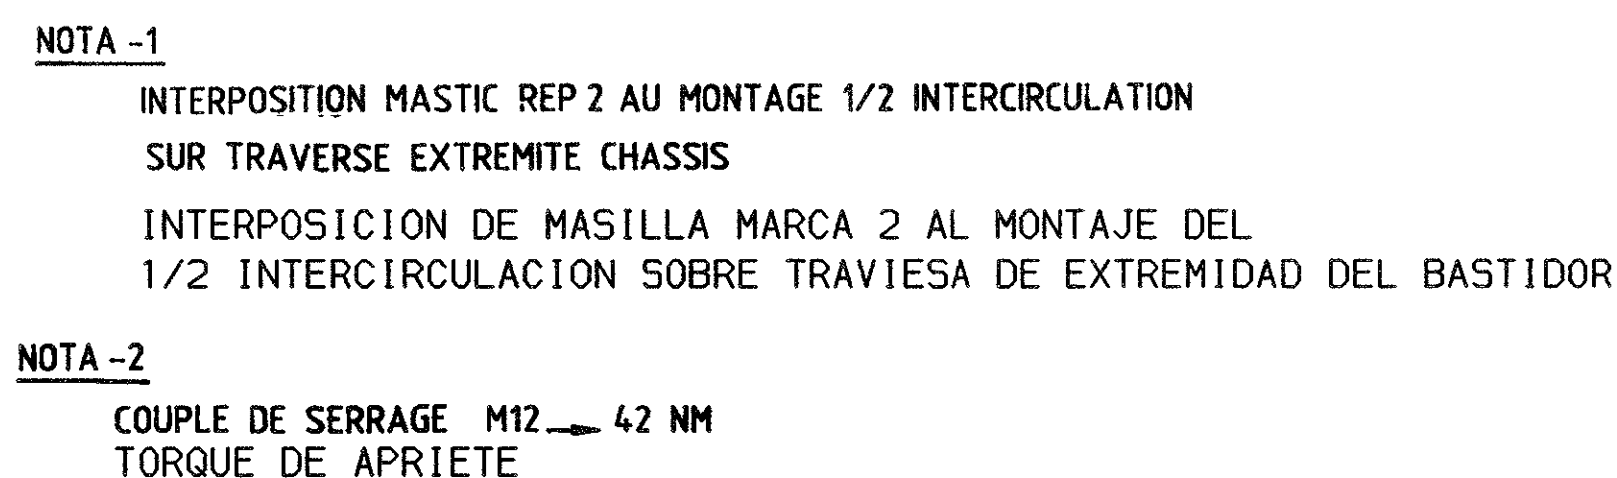 NOTA -1
INTERPOSITION MASTIC REP 2 AU MONTAGE 1/2 INTERCIRCULATION
SUR TRAVERSE EXTREMITE CHASSIS
INTERPOSICION DE MASILLA MARCA 2 AL MONTAJE DEL
1/2 INTERCIRCULACION SOBRE TRAVIESA DE EXTREMIDAD DEL BASTIDOR
NOTA -2
COUPLE DE SERRAGE M12 → 42 NM
TORQUE DE APRIETE